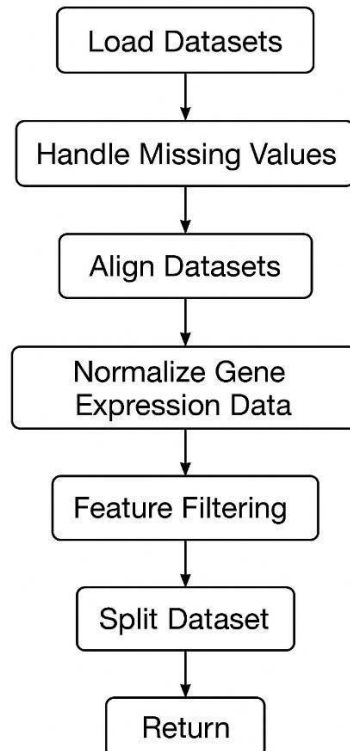 Load Datasets
Handle Missing Values
Align Datasets
Normalize Gene
Expression Data
Feature Filtering
Split Dataset
Return